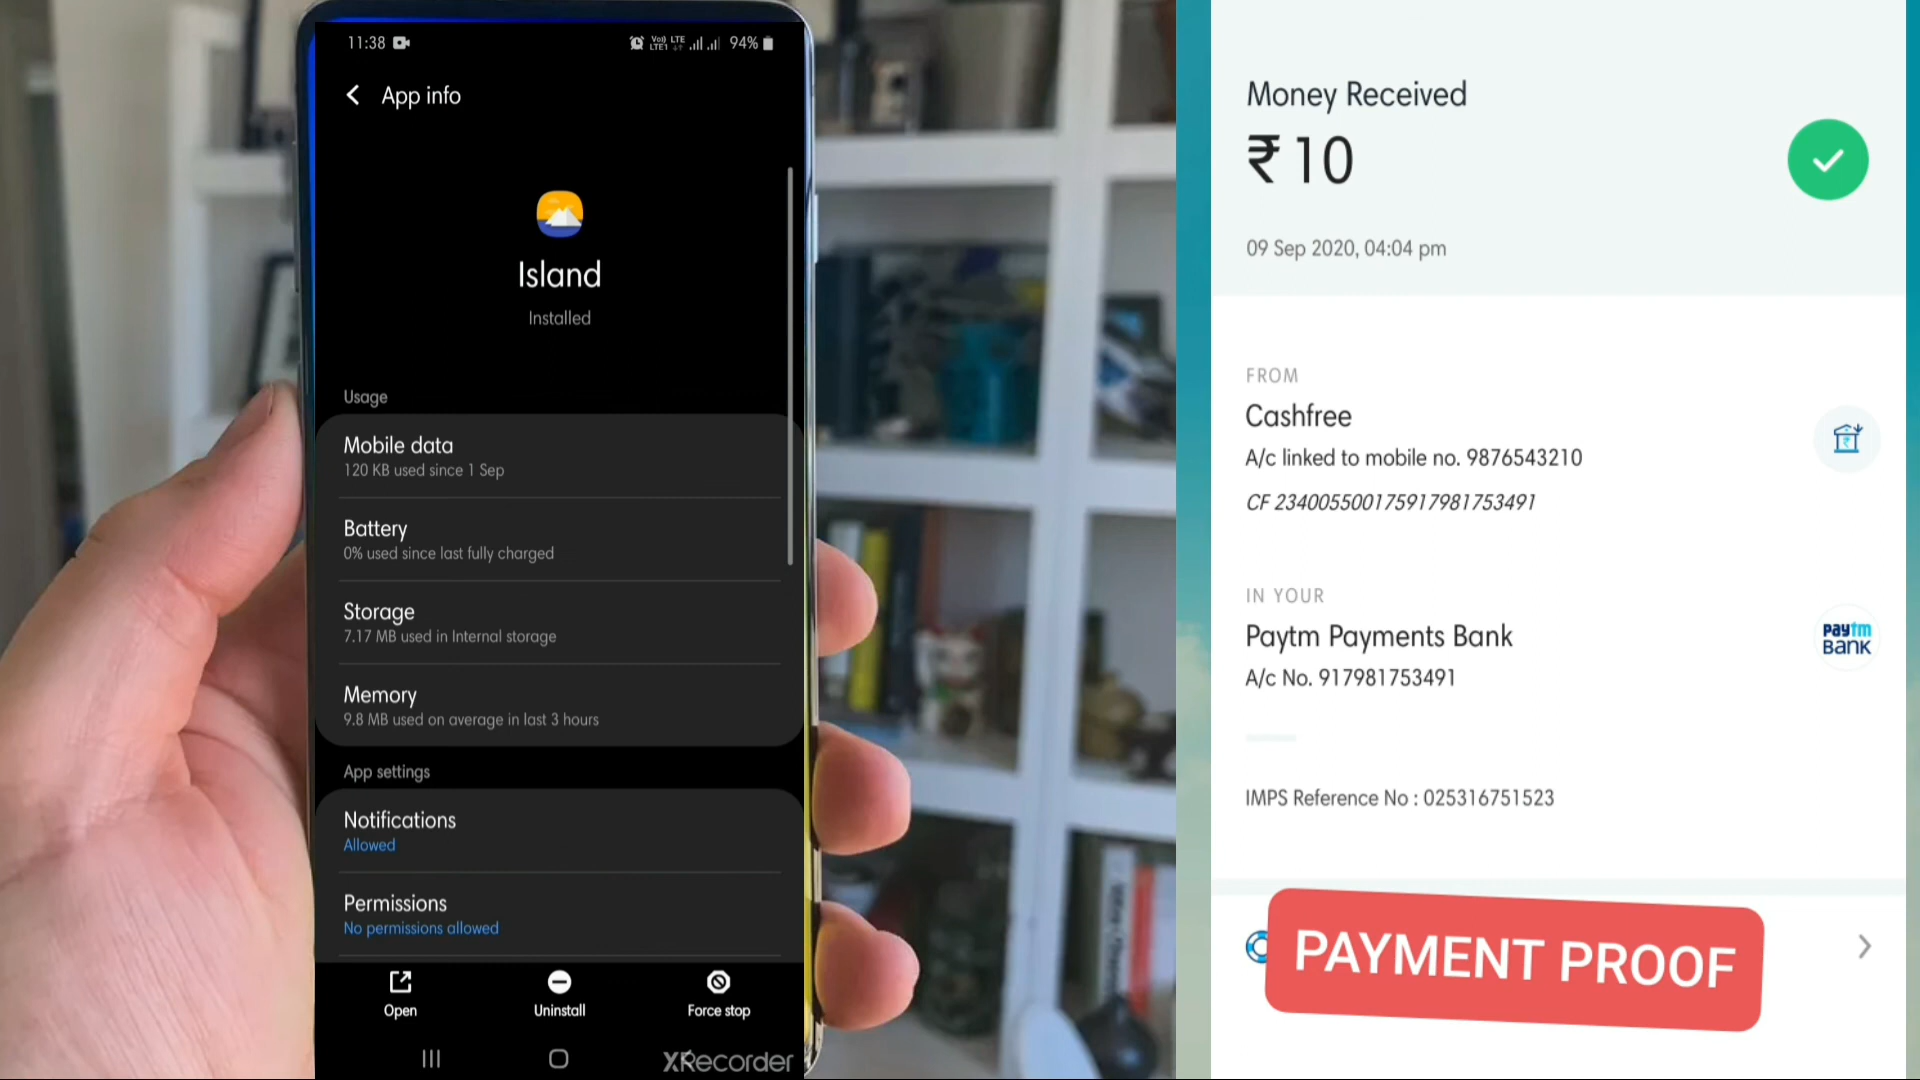 11:38
Vo) LTE
LTE1
94%
App info
Island
Installed
Usage
Mobile data
120 KB used since 1 Sep
Battery
0% used since last fully charged
Storage
7.17 MB used in Internal storage
Memory
9.8 MB used on average in last 3 hours
App settings
Notifications
Allowed
Permissions
No permissions allowed
Open
Uninstall
Force stop
XRecorder
Money Received
₹ 10
09 Sep 2020, 04:04 pm
FROM
Cashfree
A/c linked to mobile no. 9876543210
CF 234005500175917981753491
IN YOUR
Paytm Payments Bank
A/c No. 917981753491
paytm
BANK
IMPS Reference No : 025316751523
PAYMENT PROOF